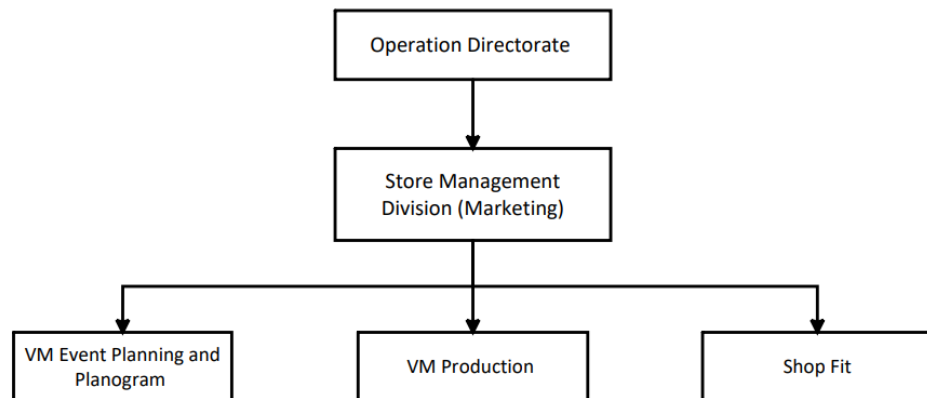 Operation Directorate
Store Management
Division (Marketing)
VM Event Planning and
Planogram
VM Production
Shop Fit